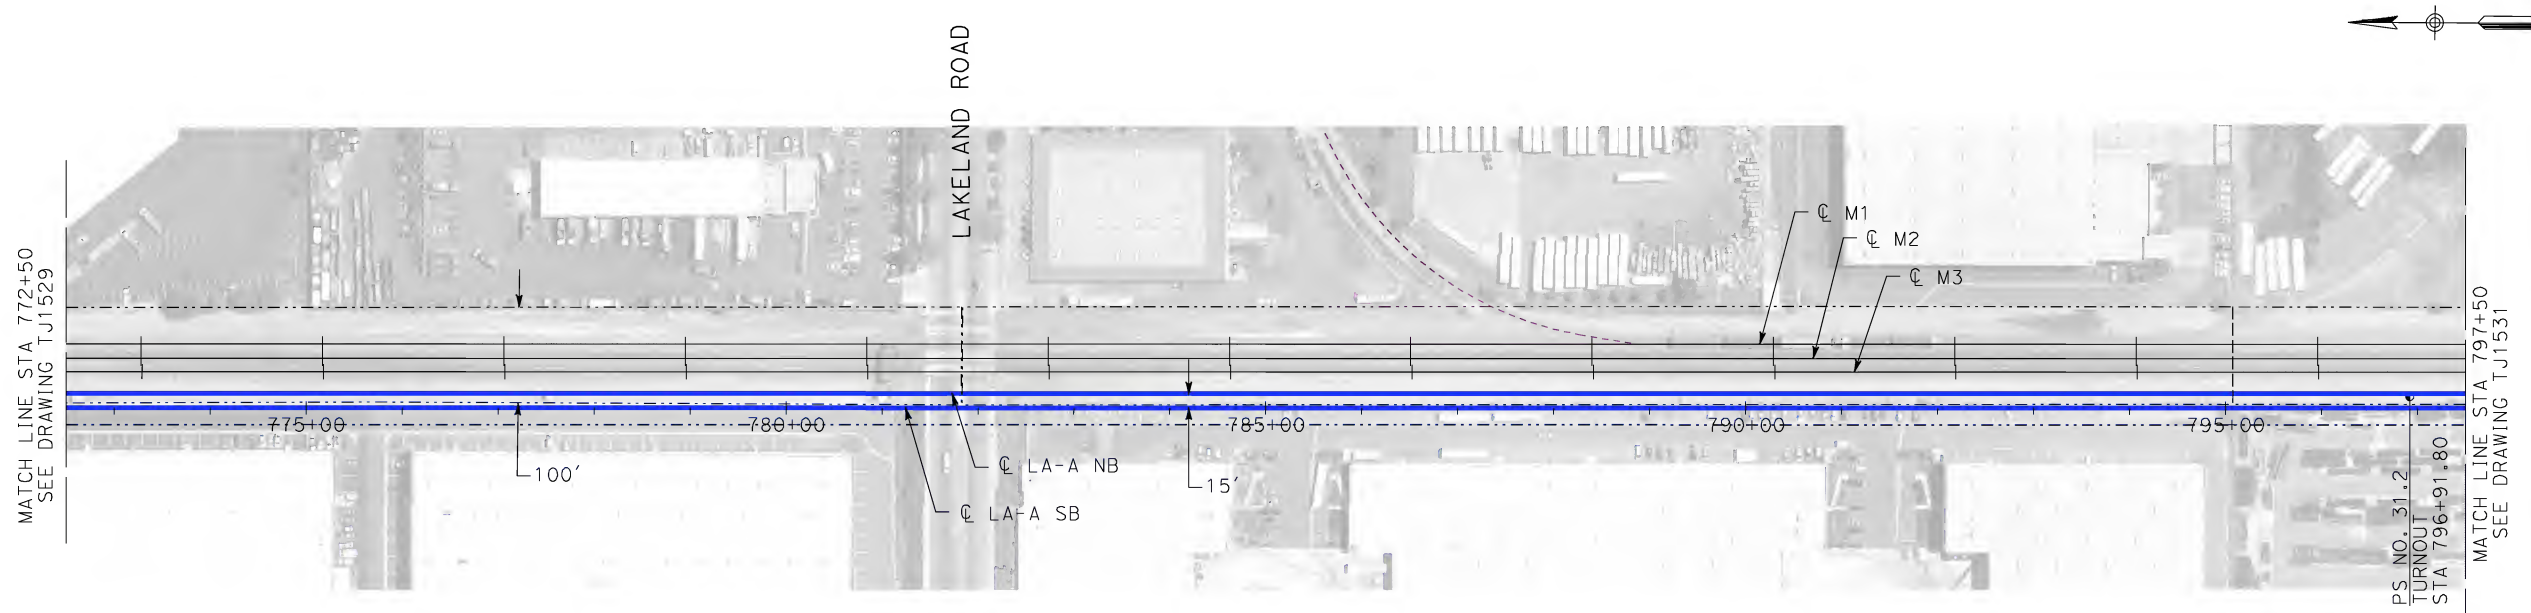 LAKELAND ROAD
MATCH LINE STA 772+50
SEE DRAWING TJ1529
℄ M1
℄ M2
℄ M3
775+00
780+00
785+00
790+00
795+00
100'
℄ LA-A NB
15'
℄ LA-A SB
PS NO. 31.2
TURNOUT
STA 796+91.80
MATCH LINE STA 797+50
SEE DRAWING TJ1531